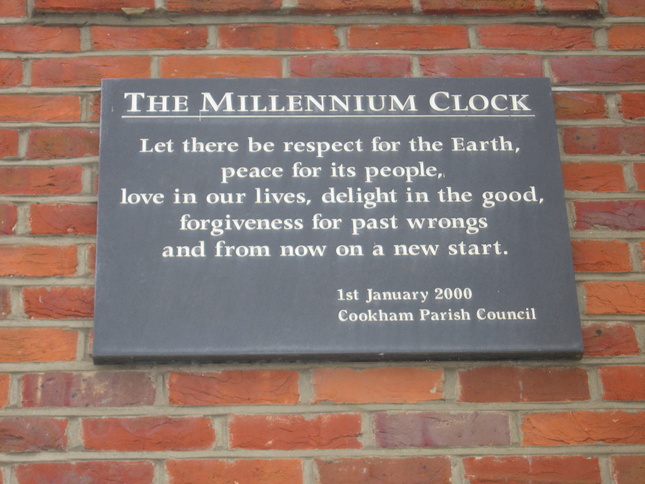 THE MILLENNIUM CLOCK
Let there be respect for the Earth,
peace for its people,
love in our lives, delight in the good,
forgiveness for past wrongs
and from now on a new start.
1st January 2000
Cookham Parish Council